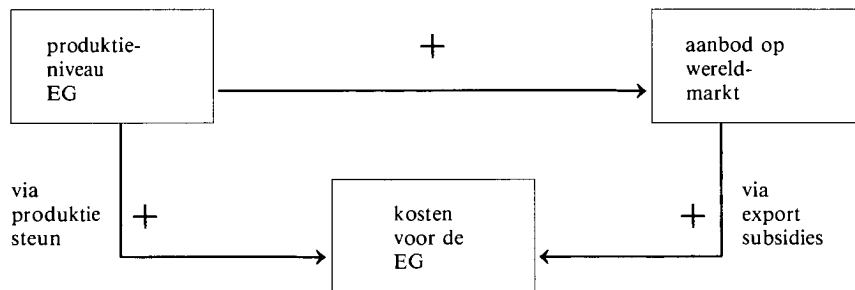 produktie-
niveau
EG
+
aanbod op
wereld-
markt
via
produktie
steun
+
kosten
voor de
EG
+
via
export
subsidies